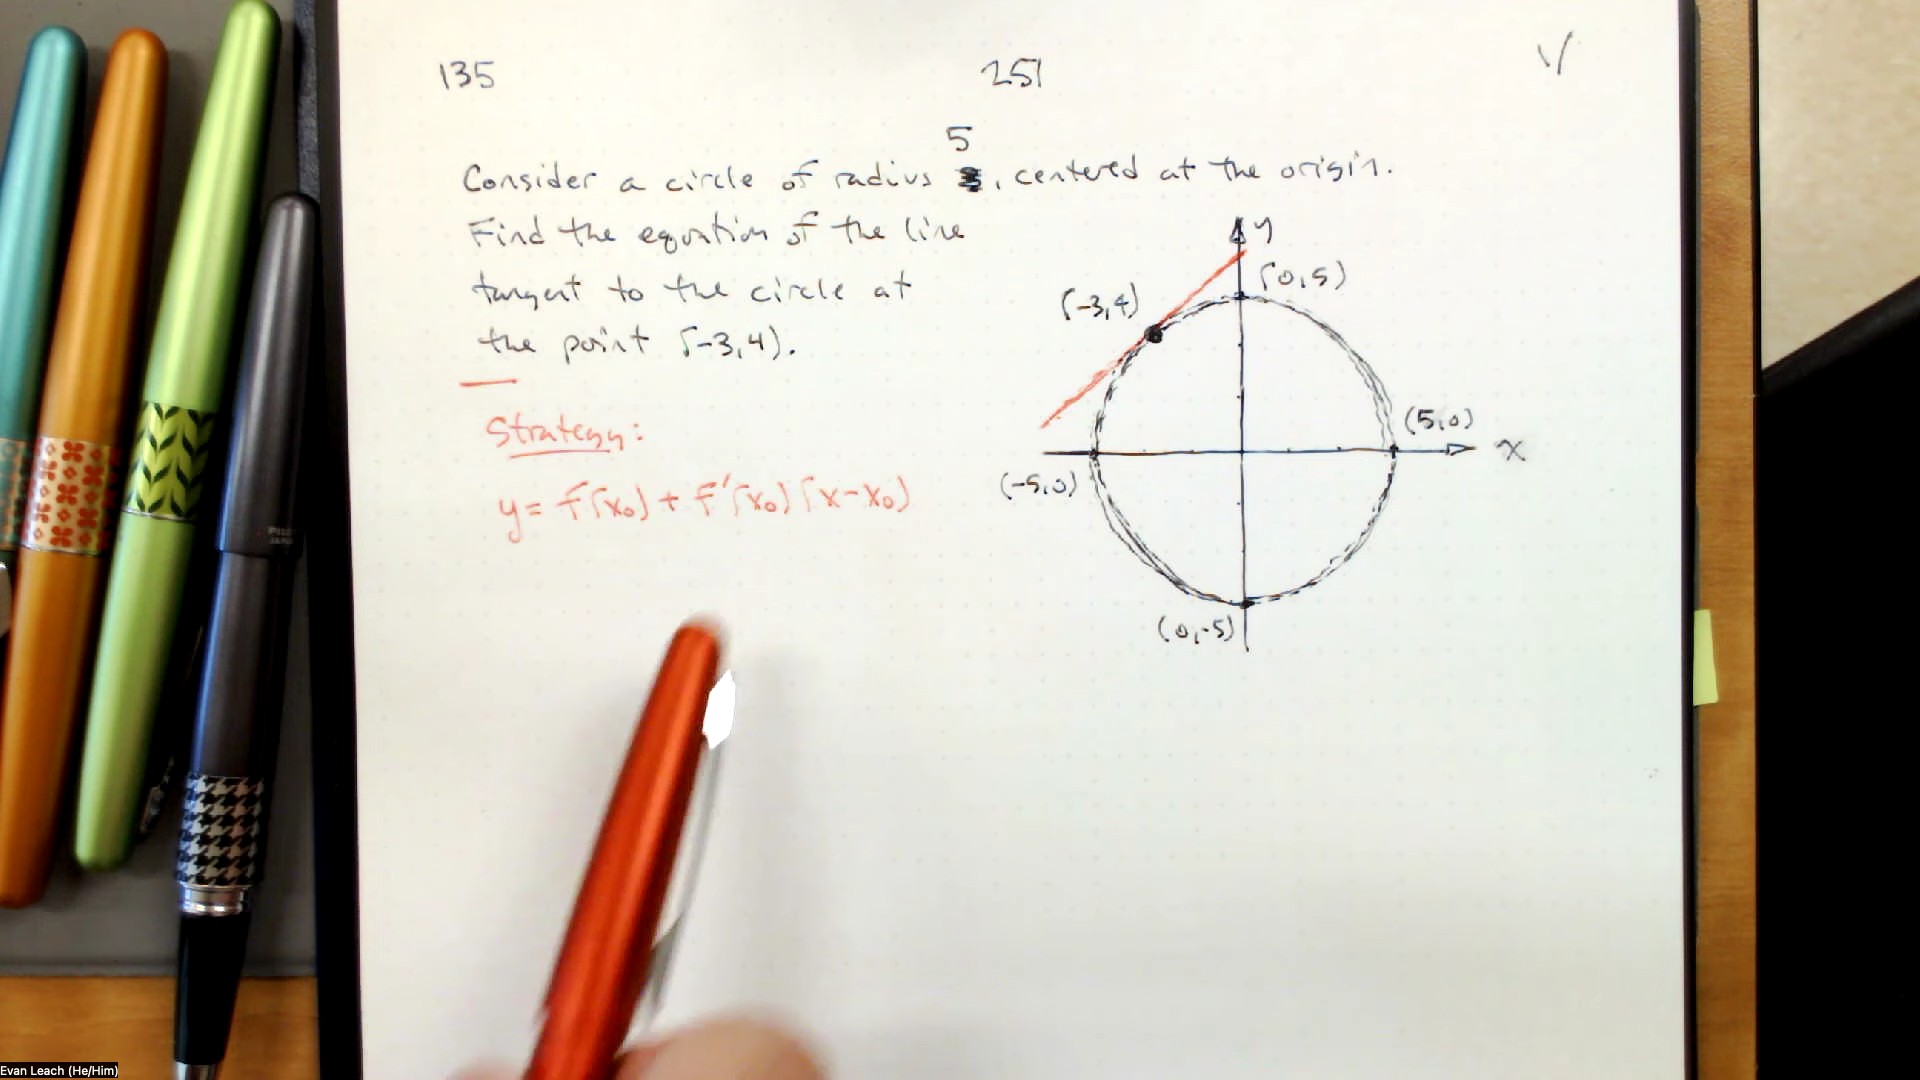 135
251
V
5
Consider a circle of radius , centered at the origin.
Find the equation of the line
tangent to the circle at
the point (-3,4).
Strategy:
y = f(x₀) + f'(x₀)(x-x₀)
y
(0,5)
(-3,4)
(5,0)
x
(-5,0)
(0,-5)
Evan Leach (He/Him)